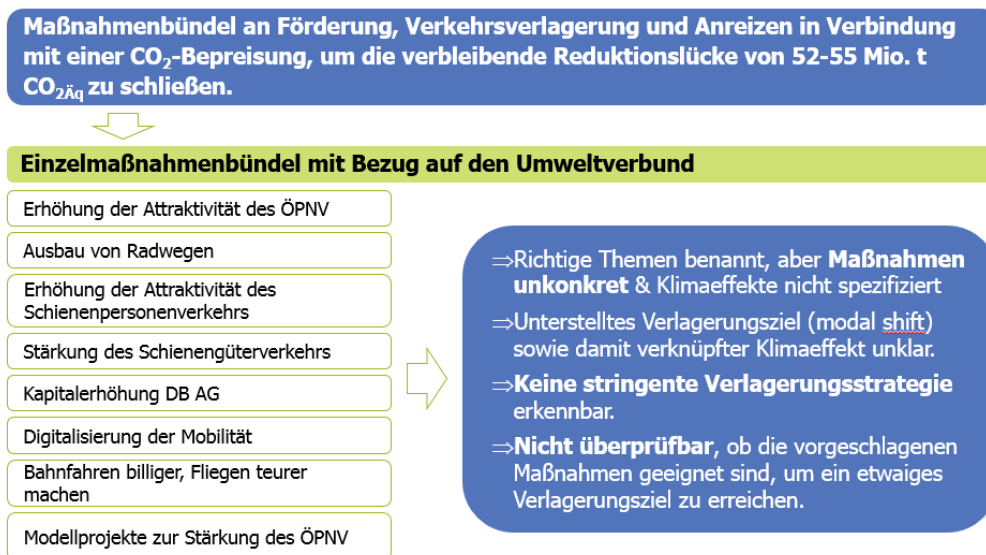 Maßnahmenbündel an Förderung, Verkehrsverlagerung und Anreizen in Verbindung
mit einer CO₂-Bepreisung, um die verbleibende Reduktionslücke von 52-55 Mio. t
CO₂Äq zu schließen.
Einzelmaßnahmenbündel mit Bezug auf den Umweltverbund
Erhöhung der Attraktivität des ÖPNV
Ausbau von Radwegen
Erhöhung der Attraktivität des
Schienenpersonenverkehrs
Stärkung des Schienengüterverkehrs
Kapitalerhöhung DB AG
Digitalisierung der Mobilität
Bahnfahren billiger, Fliegen teurer
machen
Modellprojekte zur Stärkung des ÖPNV
⇒Richtige Themen benannt, aber Maßnahmen
unkonkret & Klimaeffekte nicht spezifiziert
⇒Unterstelltes Verlagerungsziel (modal shift)
sowie damit verknüpfter Klimaeffekt unklar.
⇒Keine stringente Verlagerungsstrategie
erkennbar.
⇒Nicht überprüfbar, ob die vorgeschlagenen
Maßnahmen geeignet sind, um ein etwaiges
Verlagerungsziel zu erreichen.